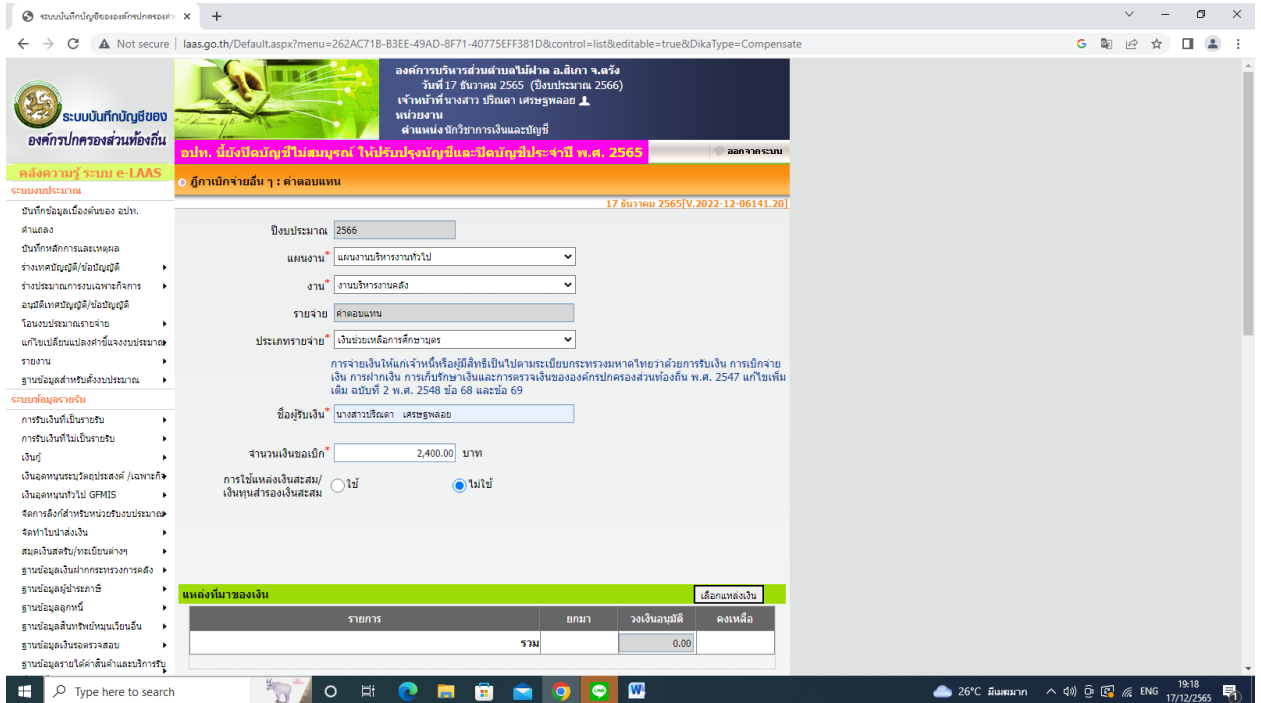 ระบบบันทึกบัญชีขององค์กรปกครองส่วน
Not secure
laas.go.th/Default.aspx?menu=262AC71B-B3EE-49AD-8F71-40775EFF381D&control=list&editable=true&DikaType=Compensate
ระบบบันทึกบัญชีของ
องค์กรปกครองส่วนท้องถิ่น
องค์การบริหารส่วนตำบลไม้ฝาด อ.สิเกา จ.ตรัง
วันที่ 17 ธันวาคม 2565 (ปีงบประมาณ 2566)
เจ้าหน้าที่ นางสาว ปริณดา เศรษฐพลอย
หน่วยงาน
ตำแหน่ง นักวิชาการเงินและบัญชี
อปท. นี้ยังปิดบัญชีไม่สมบูรณ์ ให้ปรับปรุงบัญชีและปิดบัญชีประจำปี พ.ศ. 2565
ออกจากระบบ
คลังความรู้ ระบบ e-LAAS
ระบบงบประมาณ
บันทึกข้อมูลเบื้องต้นของ อปท.
คำแถลง
บันทึกหลักการและเหตุผล
ร่างเทศบัญญัติ/ข้อบัญญัติ
ร่างประมาณการงบเฉพาะกิจการ
อนุมัติเทศบัญญัติ/ข้อบัญญัติ
โอนงบประมาณรายจ่าย
แก้ไขเปลี่ยนแปลงคำชี้แจงงบประมาณ
รายงาน
ฐานข้อมูลสำหรับตั้งงบประมาณ
ระบบข้อมูลรายรับ
การรับเงินที่เป็นรายรับ
การรับเงินที่ไม่เป็นรายรับ
เงินกู้
เงินอุดหนุนระบุวัตถุประสงค์ /เฉพาะกิจ
เงินอุดหนุนทั่วไป GFMIS
จัดการลิงก์สำหรับหน่วยรับงบประมาณ
จัดทำใบนำส่งเงิน
สมุดเงินสดรับ/ทะเบียนต่างๆ
ฐานข้อมูลเงินฝากกระทรวงการคลัง
ฐานข้อมูลผู้ชำระภาษี
ฐานข้อมูลลูกหนี้
ฐานข้อมูลสินทรัพย์หมุนเวียนอื่น
ฐานข้อมูลเงินรอตรวจสอบ
ฐานข้อมูลรายได้ค่าสินค้าและบริการรับ
ฎีกาเบิกจ่ายอื่น ๆ : ค่าตอบแทน
17 ธันวาคม 2565[V.2022-12-06141.20]
ปีงบประมาณ 2566
แผนงาน* แผนงานบริหารงานทั่วไป
งาน* งานบริหารงานคลัง
รายจ่าย ค่าตอบแทน
ประเภทรายจ่าย* เงินช่วยเหลือการศึกษาบุตร
การจ่ายเงินให้แก่เจ้าหนี้หรือผู้มีสิทธิเป็นไปตามระเบียบกระทรวงมหาดไทยว่าด้วยการรับเงิน การเบิกจ่าย
เงิน การฝากเงิน การเก็บรักษาเงินและการตรวจเงินขององค์กรปกครองส่วนท้องถิ่น พ.ศ. 2547 แก้ไขเพิ่ม
เติม ฉบับที่ 2 พ.ศ. 2548 ข้อ 68 และข้อ 69
ชื่อผู้รับเงิน* นางสาวปริณดา เศรษฐพลอย
จำนวนเงินขอเบิก* 2,400.00 บาท
การใช้แหล่งเงินสะสม/
เงินทุนสำรองเงินสะสม ใช้ ไม่ใช้
แหล่งที่มาของเงิน เลือกแหล่งเงิน
รายการ ยกมา วงเงินอนุมัติ คงเหลือ
รวม 0.00
Type here to search
26°C มีเมฆมาก
ENG
19:18
17/12/2565